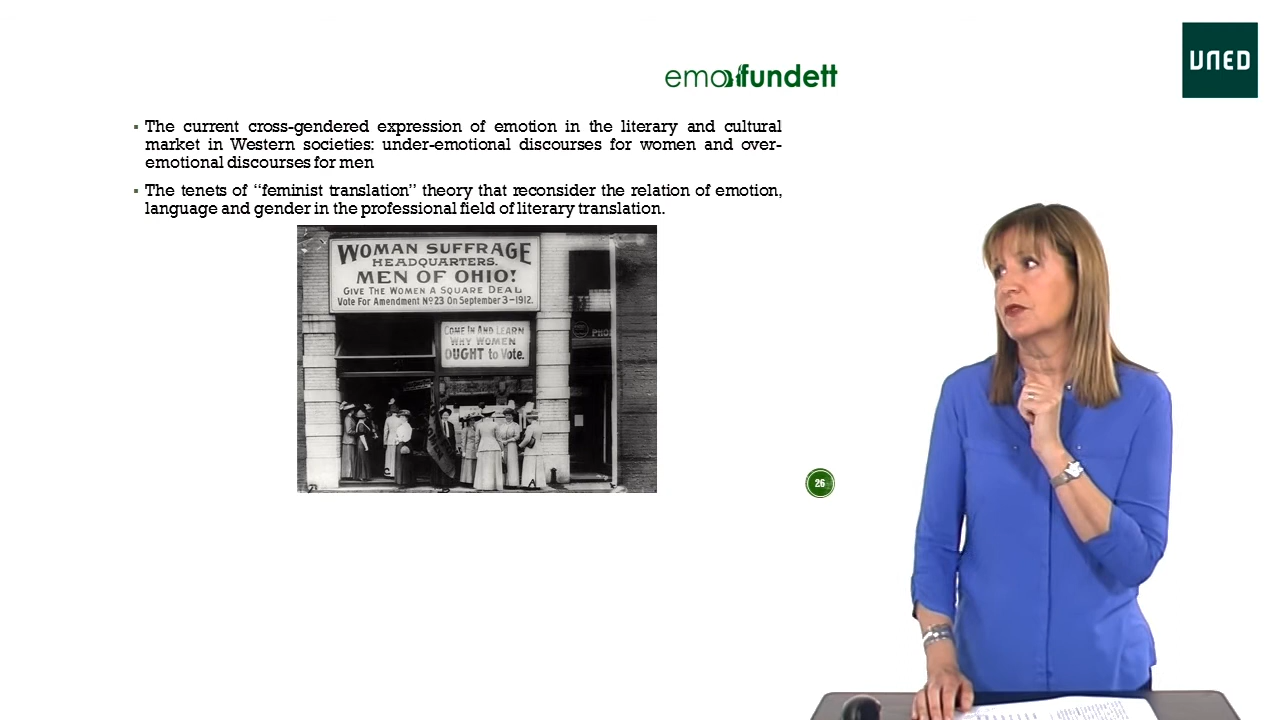 UNED
emofundett
The current cross-gendered expression of emotion in the literary and cultural
market in Western societies: under-emotional discourses for women and over-
emotional discourses for men
The tenets of “feminist translation” theory that reconsider the relation of emotion,
language and gender in the professional field of literary translation.
WOMAN SUFFRAGE
HEADQUARTERS.
MEN OF OHIO!
GIVE THE WOMEN A SQUARE DEAL
Vote For Amendment Nº 23 On September 3-1912.
COME IN AND LEARN
WHY WOMEN
OUGHT to Vote.
26